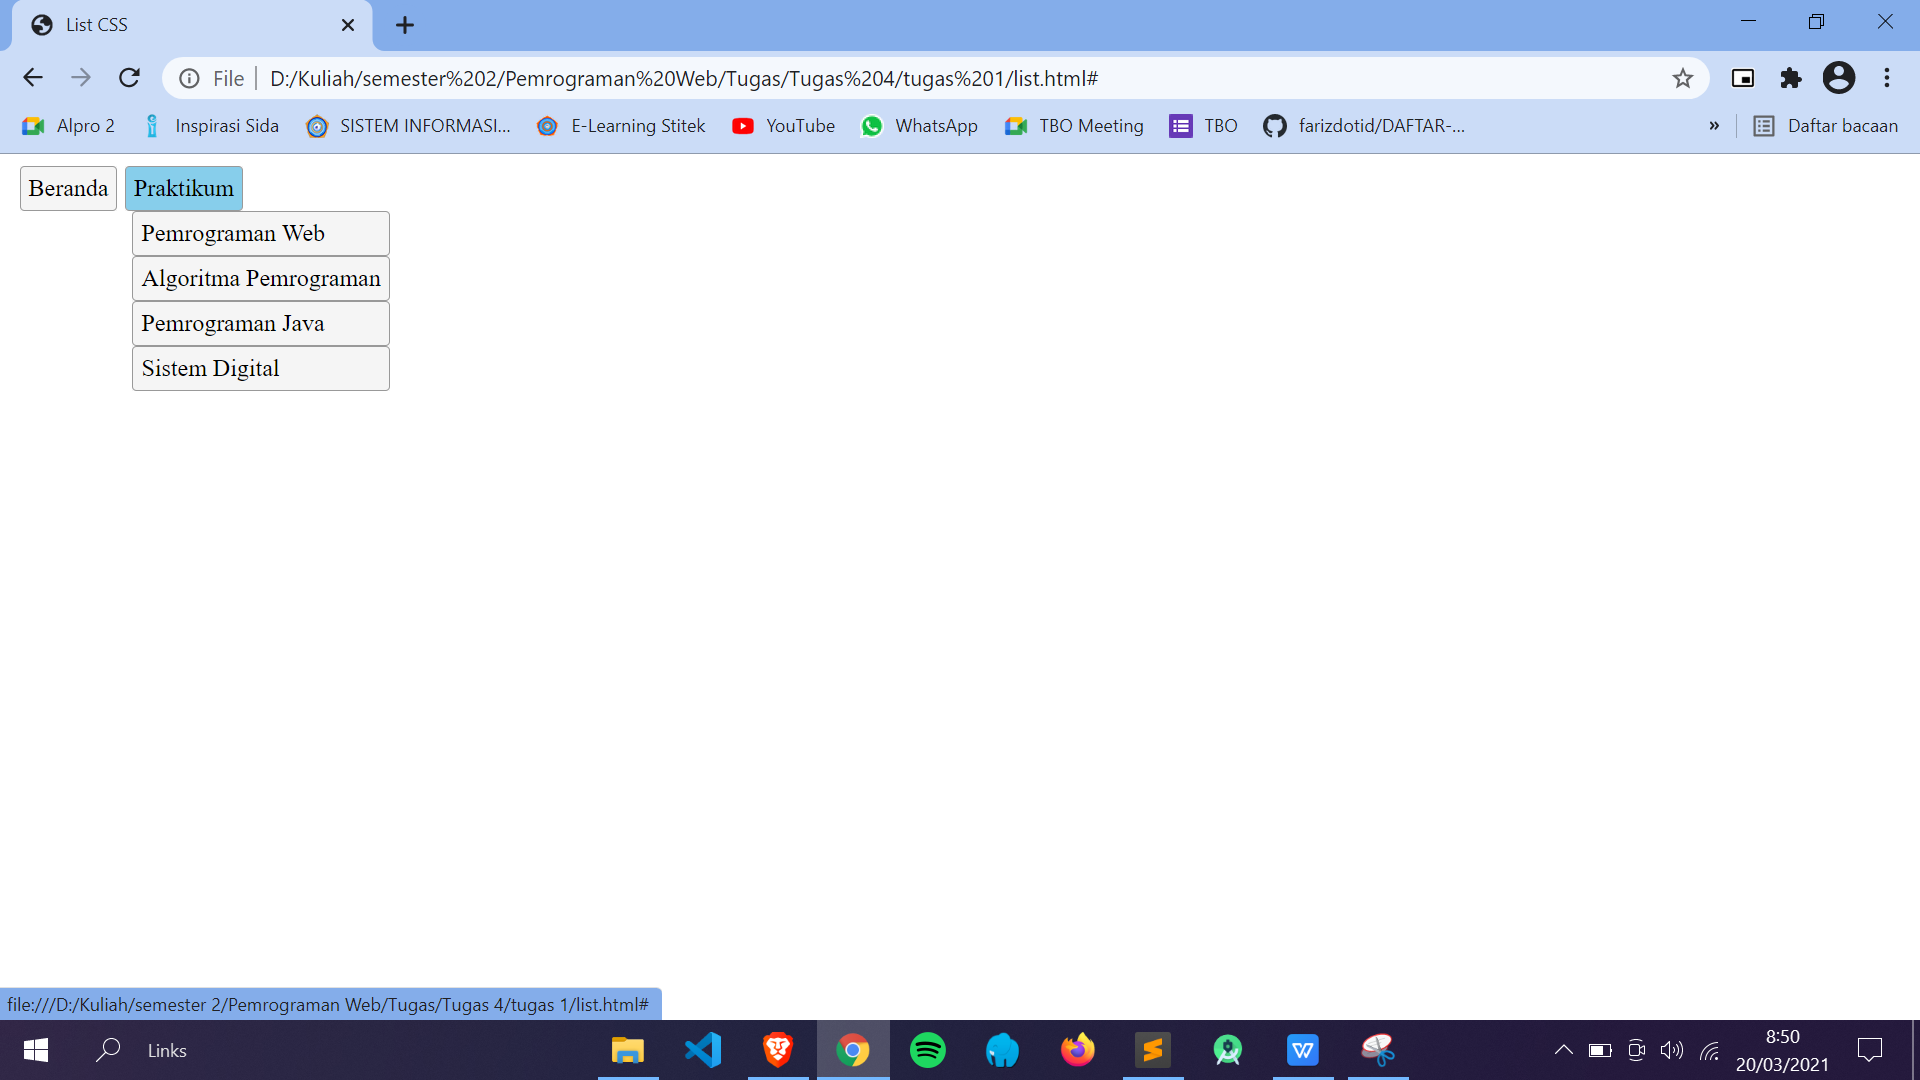 List CSS
File D:/Kuliah/semester%202/Pemrograman%20Web/Tugas/Tugas%204/tugas%201/list.html#
Alpro 2 Inspirasi Sida SISTEM INFORMASI... E-Learning Stitek YouTube WhatsApp TBO Meeting TBO farizdotid/DAFTAR-... » Daftar bacaan
Beranda Praktikum
Pemrograman Web
Algoritma Pemrograman
Pemrograman Java
Sistem Digital
file:///D:/Kuliah/semester 2/Pemrograman Web/Tugas/Tugas 4/tugas 1/list.html#
Links
8:50
20/03/2021